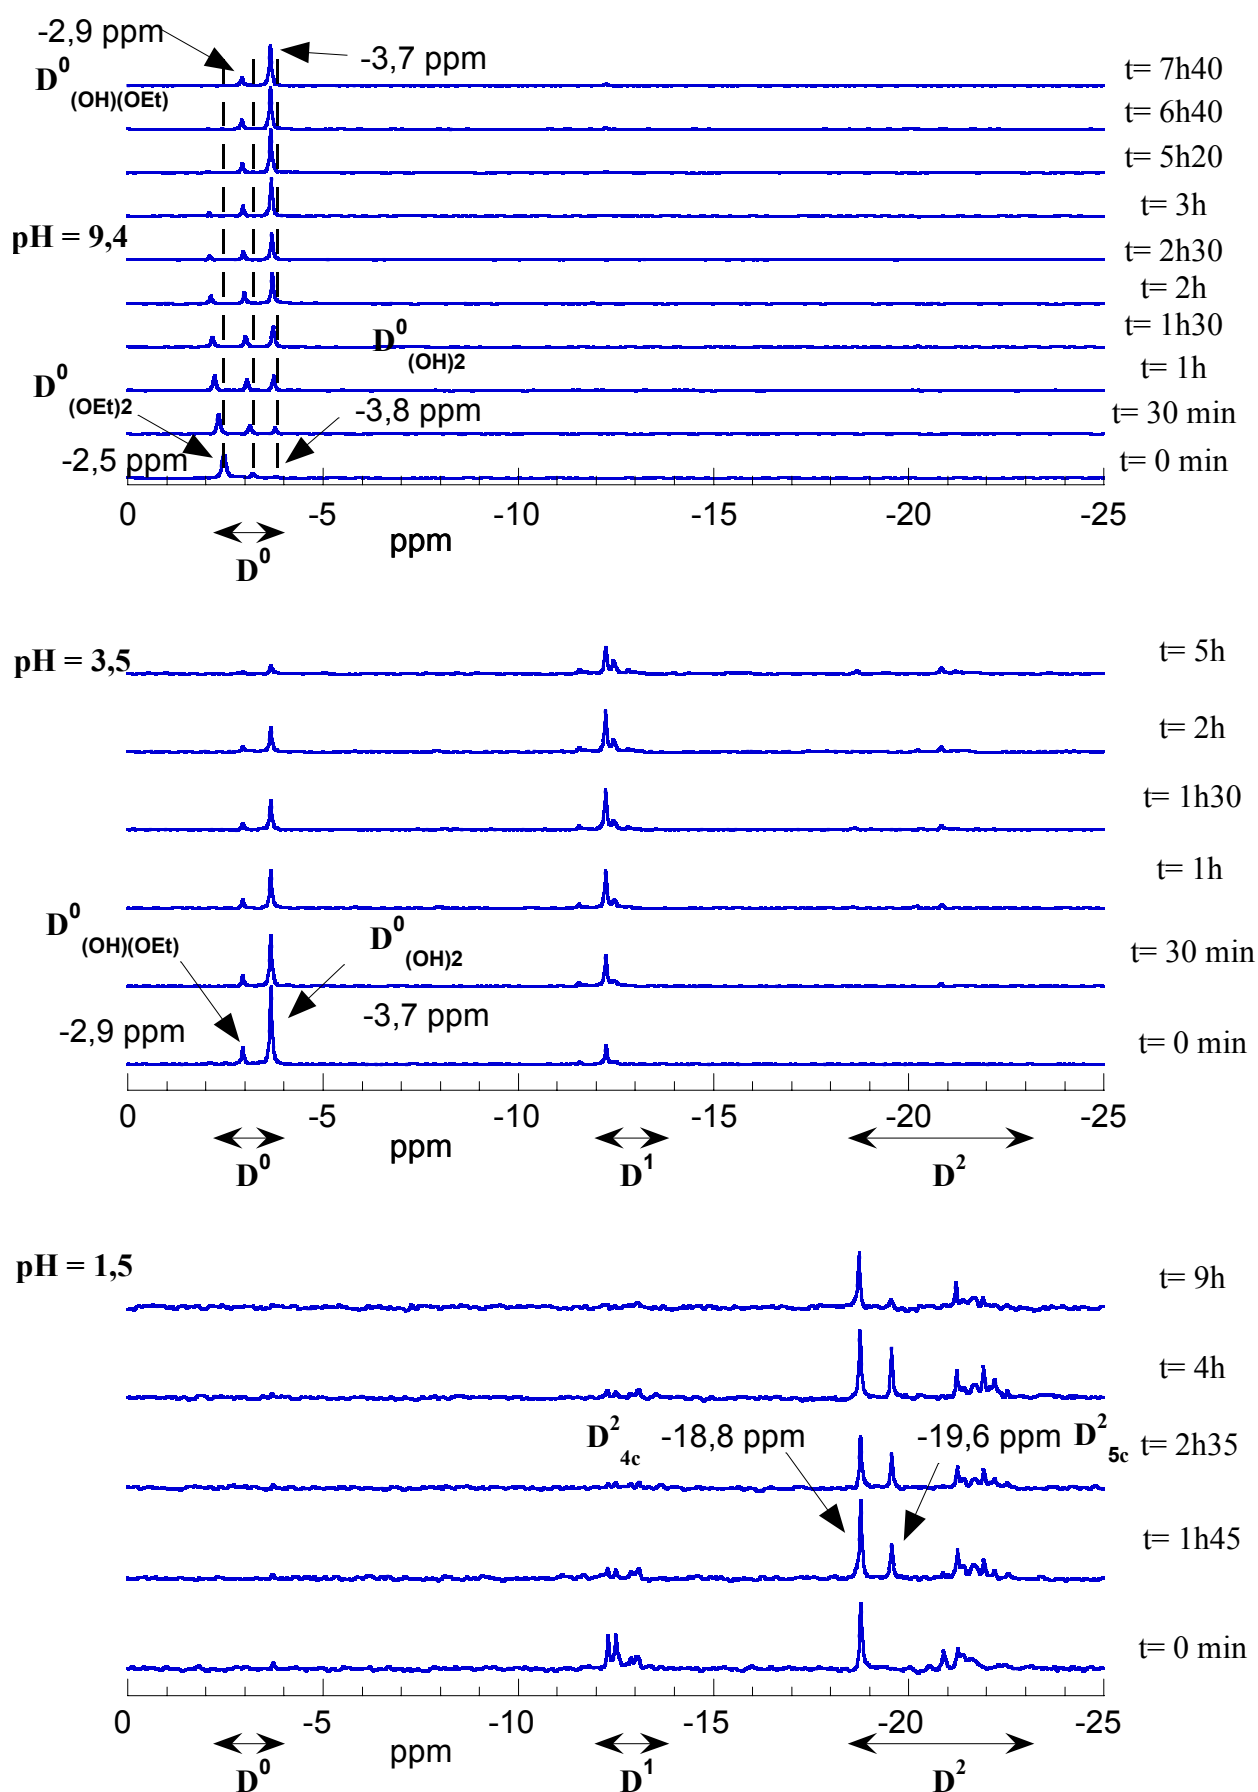 -2,9 ppm
-3,7 ppm
D0
(OH)(OEt)
t= 7h40
t= 6h40
t= 5h20
t= 3h
pH = 9,4
t= 2h30
t= 2h
t= 1h30
D0
(OH)2
t= 1h
D0
(OEt)2
-3,8 ppm
t= 30 min
-2,5 ppm
t= 0 min
0 -5 -10 -15 -20 -25
ppm
D0
pH = 3,5
t= 5h
t= 2h
t= 1h30
t= 1h
D0
(OH)(OEt)
D0
(OH)2
t= 30 min
-2,9 ppm
-3,7 ppm
t= 0 min
0 -5 -10 -15 -20 -25
ppm
D0 D1 D2
pH = 1,5
t= 9h
t= 4h
D2 4c -18,8 ppm -19,6 ppm D2 5c t= 2h35
t= 1h45
t= 0 min
0 -5 -10 -15 -20 -25
ppm
D0 D1 D2